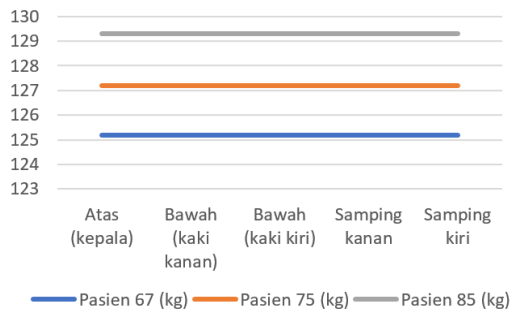 130
129
128
127
126
125
124
123
Atas
(kepala)
Bawah
(kaki
kanan)
Bawah
(kaki kiri)
Samping
kanan
Samping
kiri
Pasien 67 (kg)
Pasien 75 (kg)
Pasien 85 (kg)